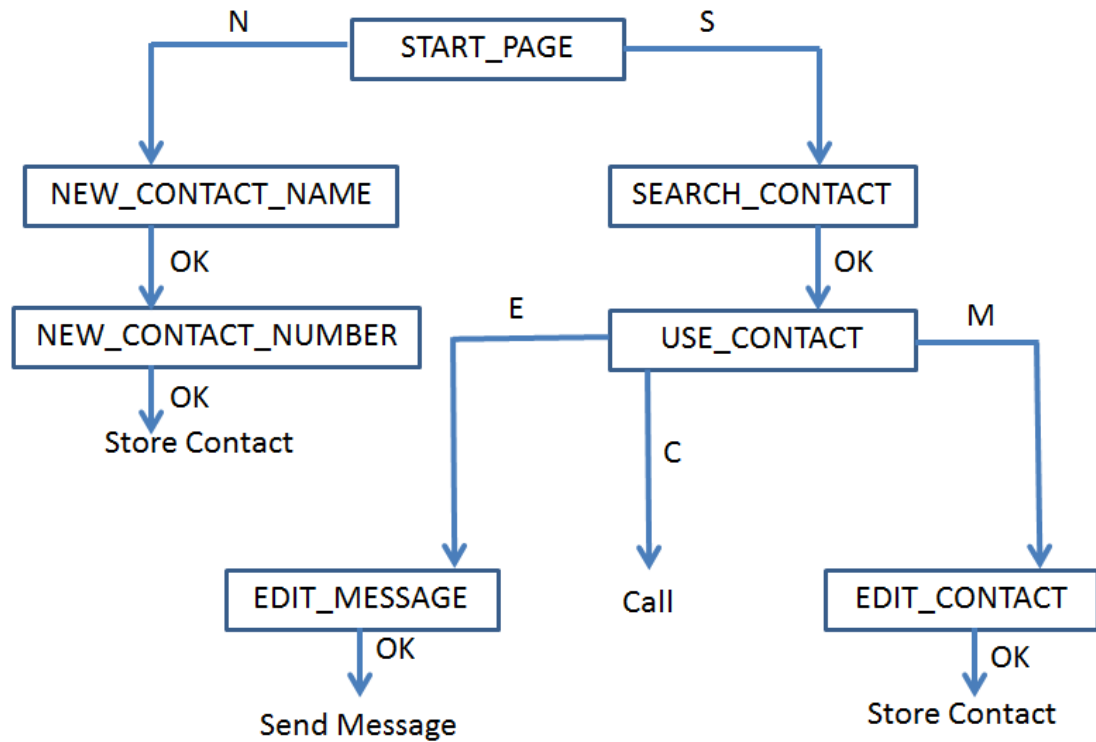 N
START_PAGE
S
NEW_CONTACT_NAME
SEARCH_CONTACT
OK
OK
NEW_CONTACT_NUMBER
E
USE_CONTACT
M
OK
Store Contact
C
EDIT_MESSAGE
Call
EDIT_CONTACT
OK
OK
Send Message
Store Contact